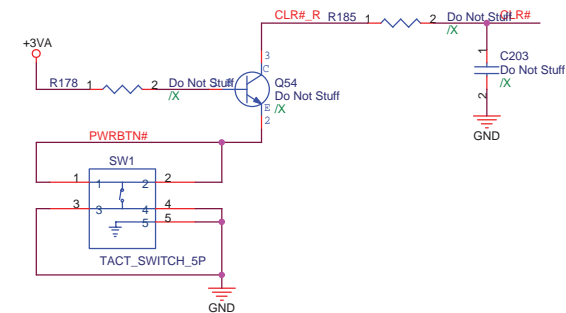 CLR#_R R185 1 2 Do Not Stuff CLR#
/X
+3VA
1
C203
3
Do Not Stuff
R178 1 2 Do Not Stuff
C
Q54
/X
/X
Do Not Stuff
E
/X
2
2
GND
PWRBTN#
SW1
1 1 2 2
3 3 4 4
5 5
TACT_SWITCH_5P
GND